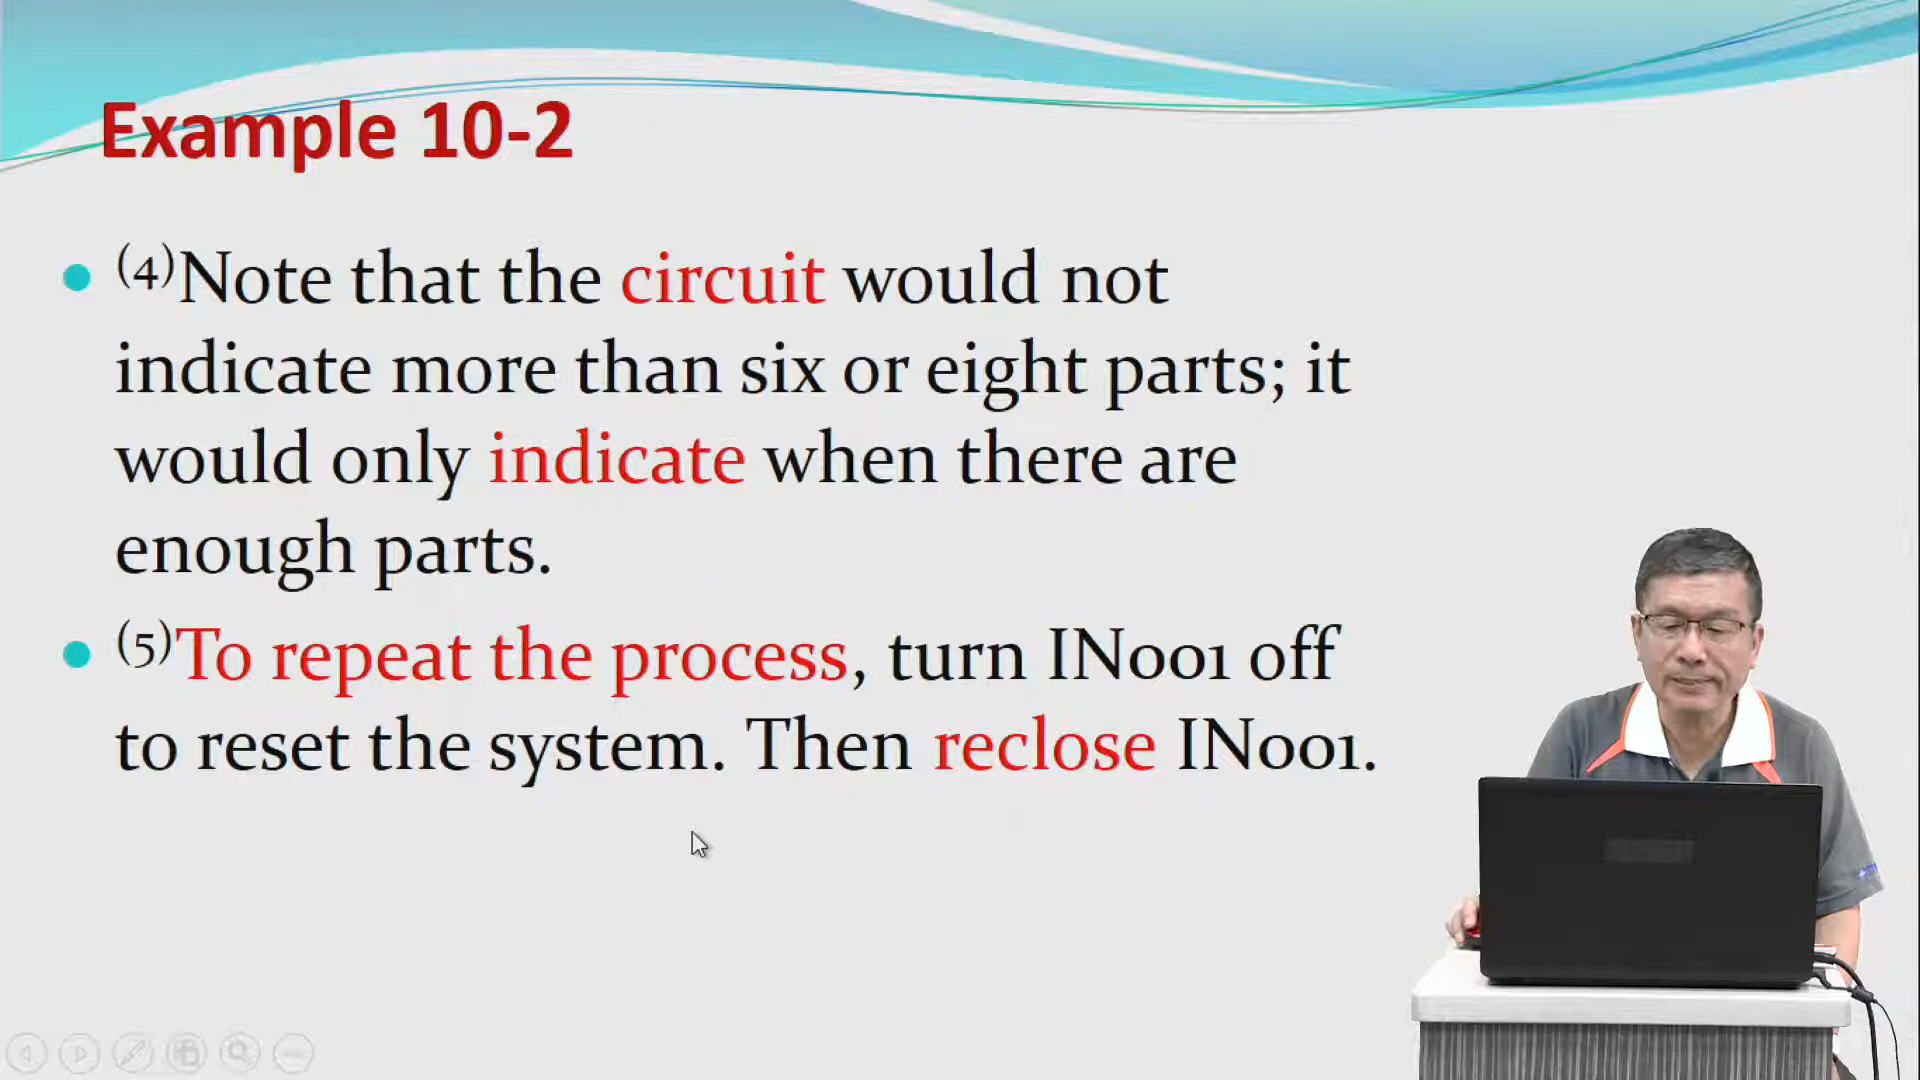 Example 10-2
(4)Note that the circuit would not
indicate more than six or eight parts; it
would only indicate when there are
enough parts.
(5)To repeat the process, turn IN001 off
to reset the system. Then reclose IN001.